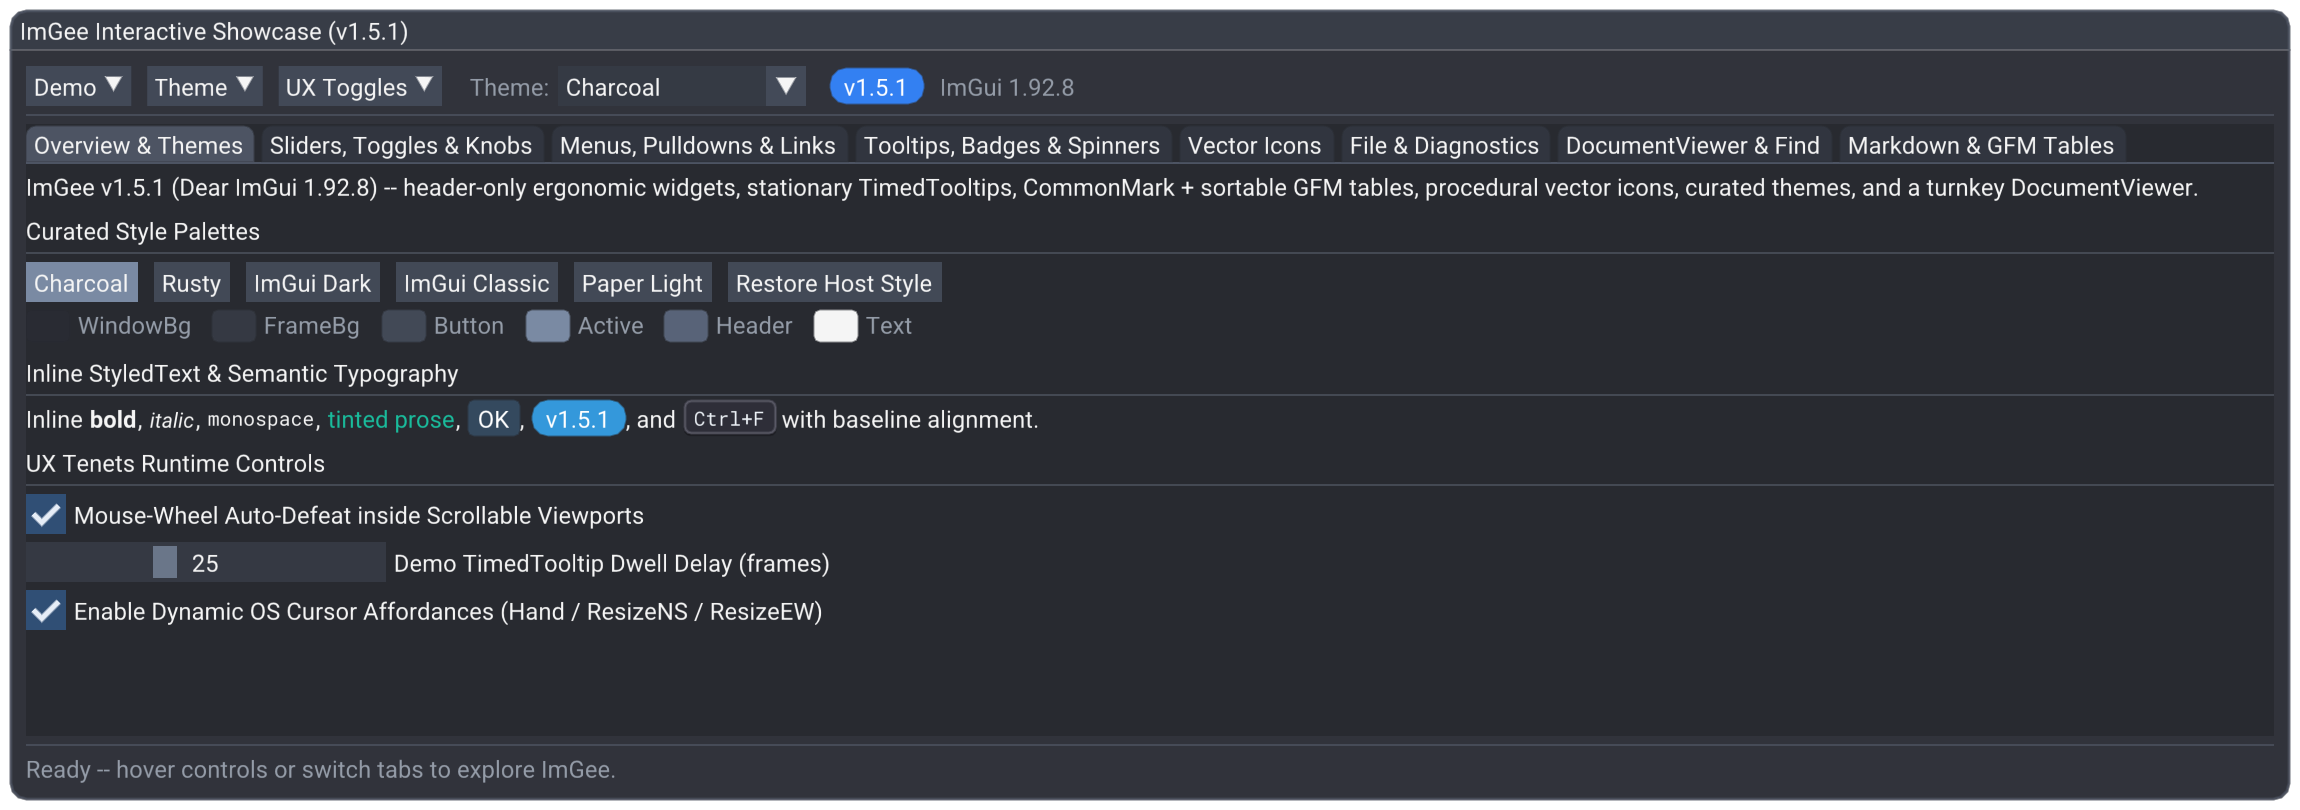 ImGee Interactive Showcase (v1.5.1)
Demo Theme UX Toggles Theme: Charcoal v1.5.1 ImGui 1.92.8
Overview & Themes Sliders, Toggles & Knobs Menus, Pulldowns & Links Tooltips, Badges & Spinners Vector Icons File & Diagnostics DocumentViewer & Find Markdown & GFM Tables
ImGee v1.5.1 (Dear ImGui 1.92.8) -- header-only ergonomic widgets, stationary TimedTooltips, CommonMark + sortable GFM tables, procedural vector icons, curated themes, and a turnkey DocumentViewer.
Curated Style Palettes
Charcoal Rusty ImGui Dark ImGui Classic Paper Light Restore Host Style
WindowBg FrameBg Button Active Header Text
Inline StyledText & Semantic Typography
Inline bold, italic, monospace, tinted prose, OK, v1.5.1, and Ctrl+F with baseline alignment.
UX Tenets Runtime Controls
Mouse-Wheel Auto-Defeat inside Scrollable Viewports
25 Demo TimedTooltip Dwell Delay (frames)
Enable Dynamic OS Cursor Affordances (Hand / ResizeNS / ResizeEW)
Ready -- hover controls or switch tabs to explore ImGee.